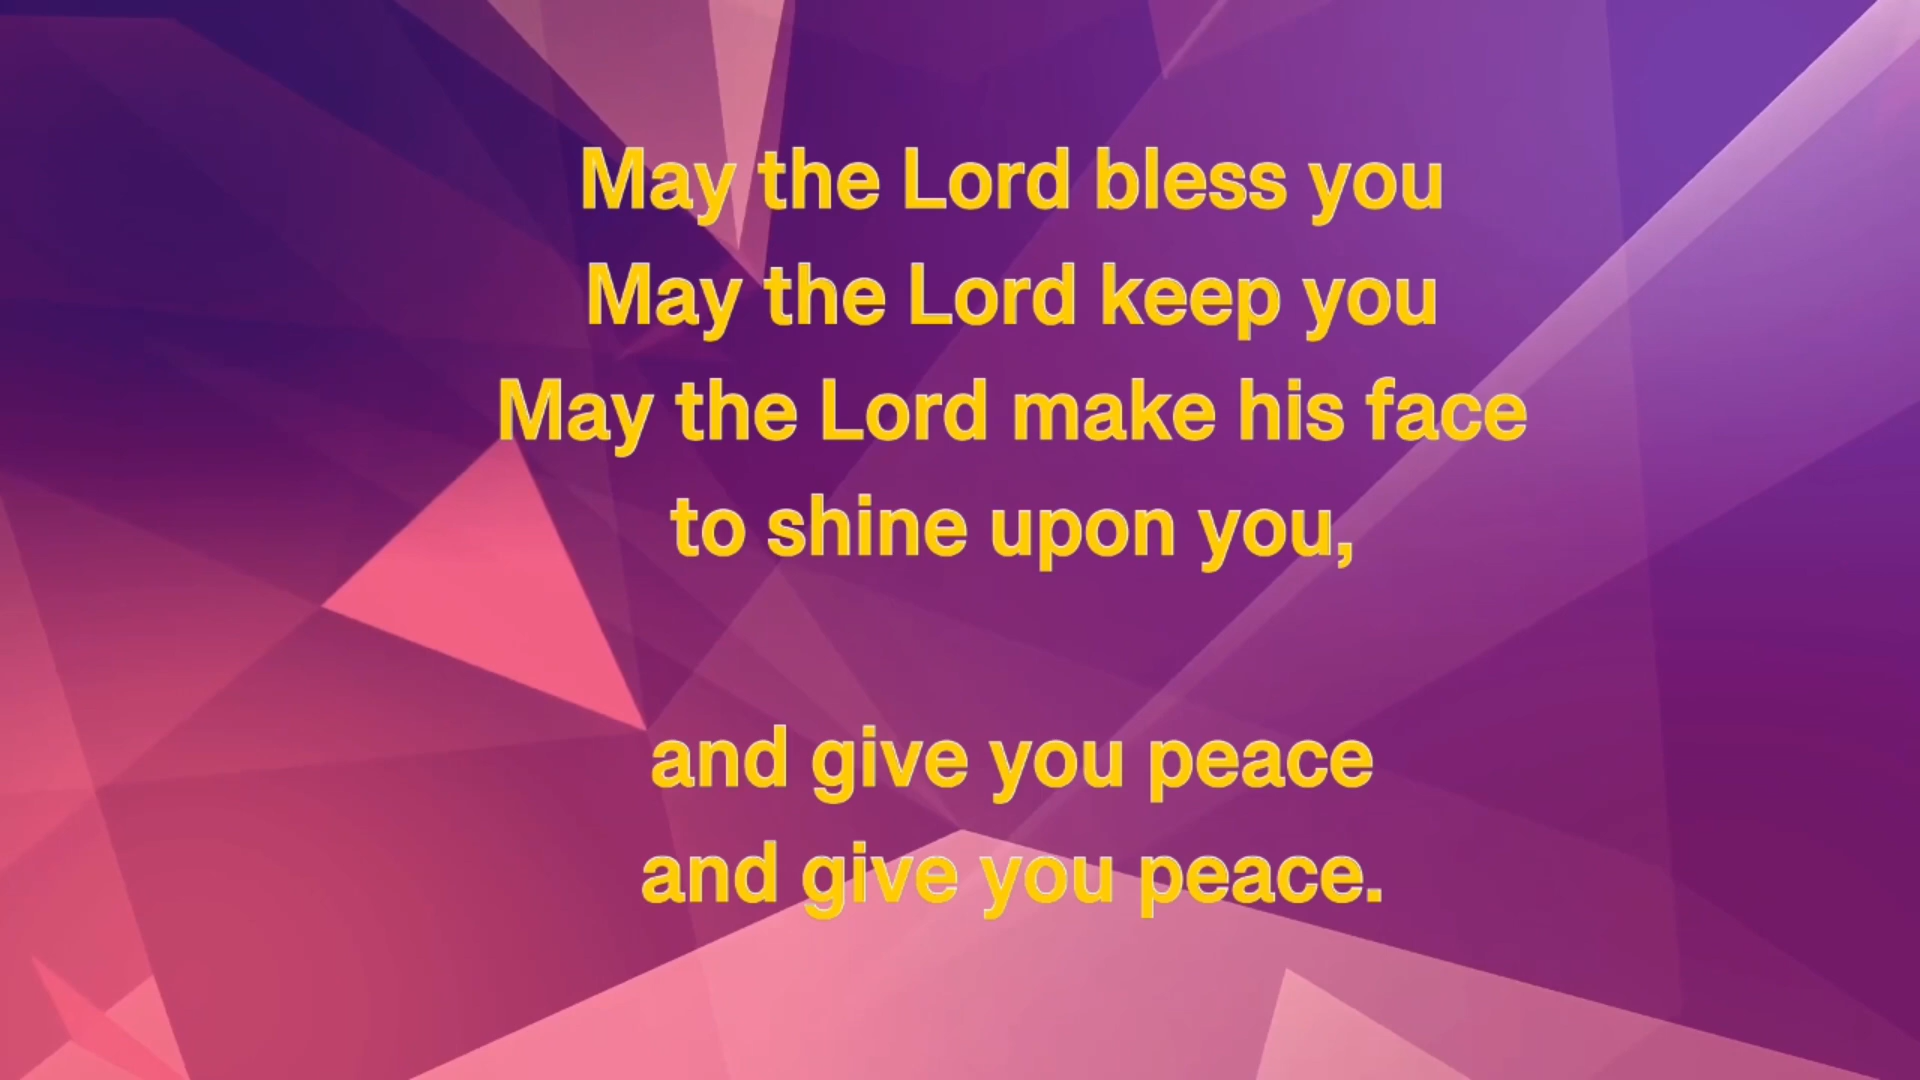 May the Lord bless you
May the Lord keep you
May the Lord make his face
to shine upon you,
and give you peace
and give you peace.